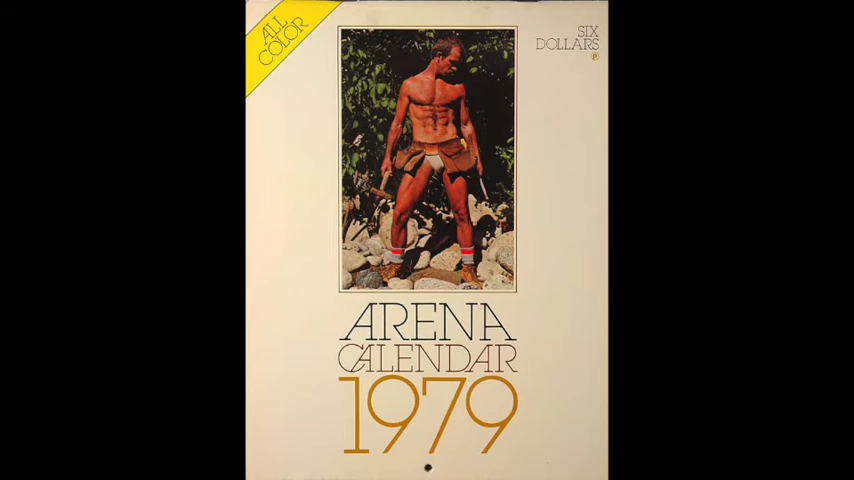 ALL
COLOR
SIX
DOLLARS
ARENA
CALENDAR
1979